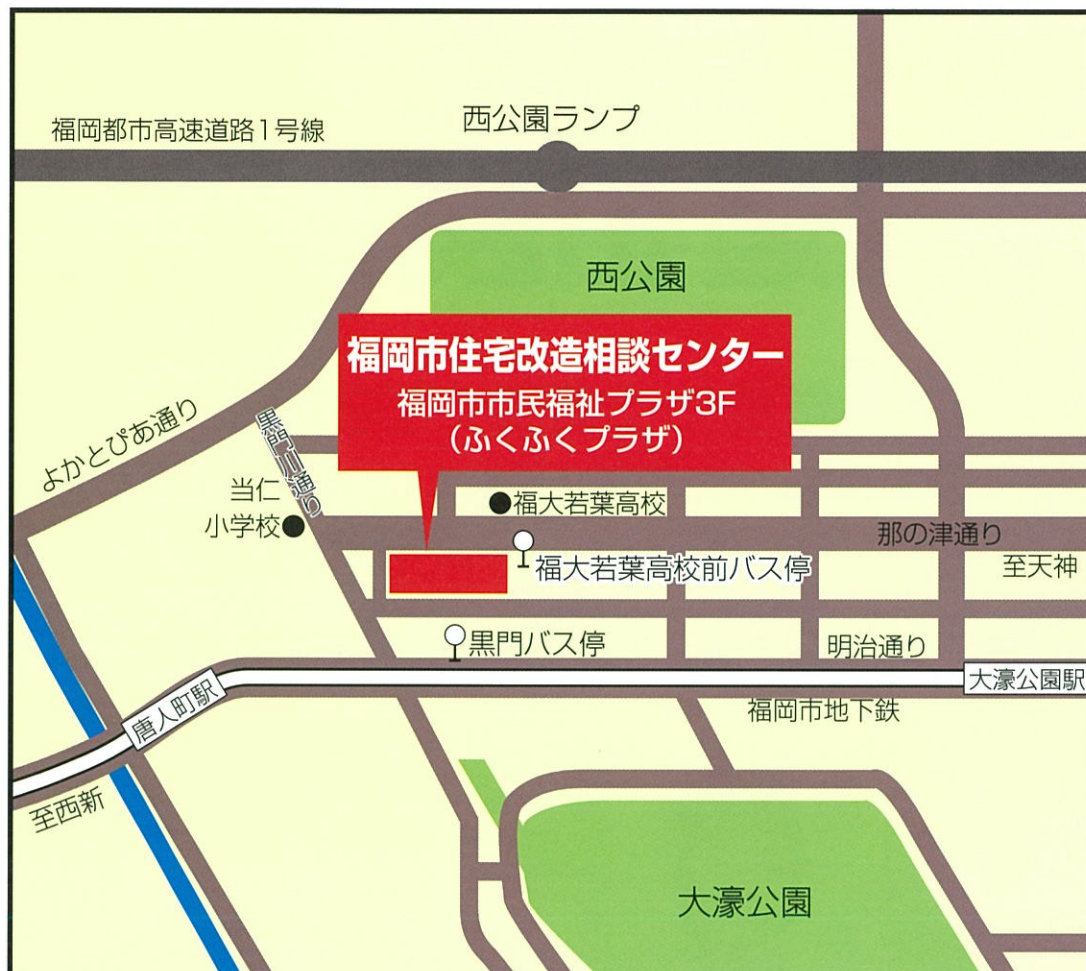 福岡都市高速道路1号線
西公園ランプ
西公園
福岡市住宅改造相談センター
福岡市市民福祉プラザ3F
(ふくふくプラザ)
よかとぴあ通り
黒門川通り
当仁
小学校
福大若葉高校
那の津通り
福大若葉高校前バス停
至天神
黒門バス停
明治通り
大濠公園駅
唐人町駅
福岡市地下鉄
至西新
大濠公園